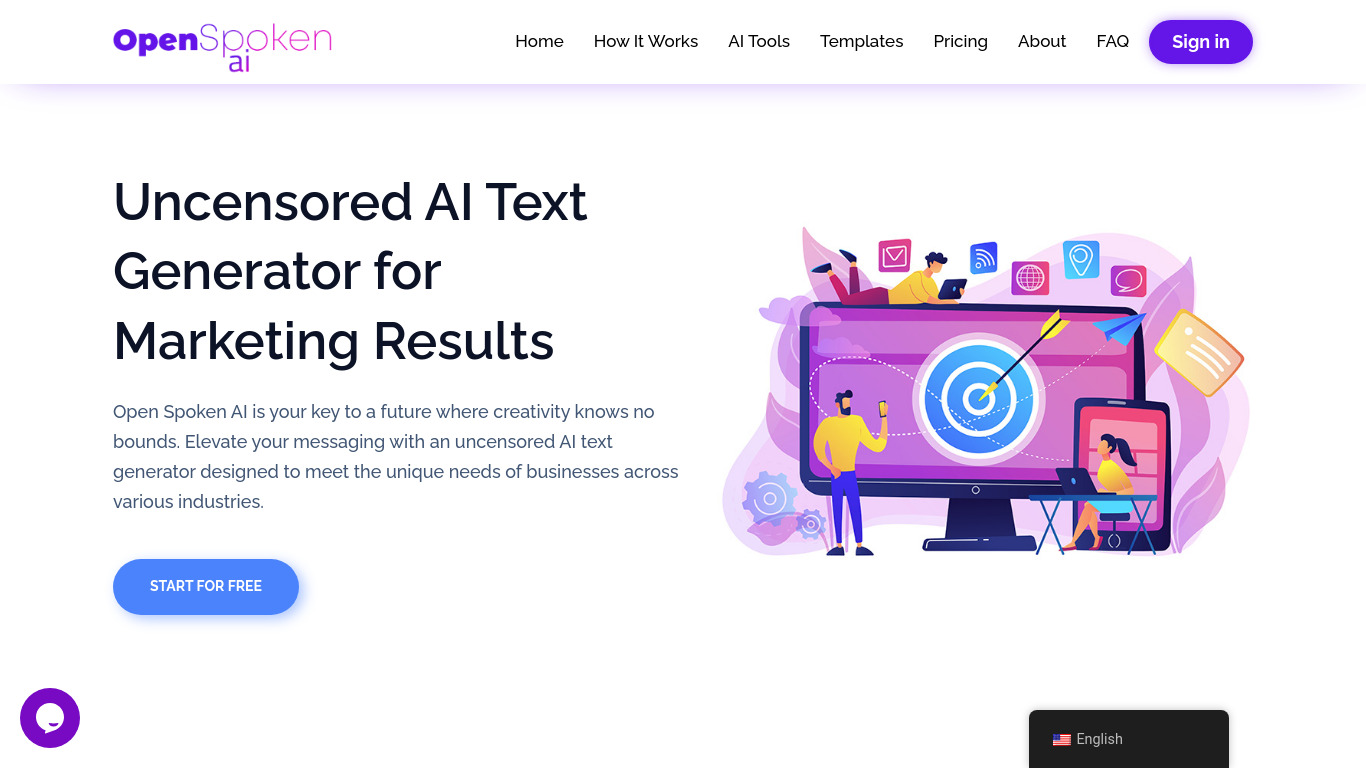 OpenSpoken
ai
Home How It Works AI Tools Templates Pricing About FAQ Sign in
Uncensored AI Text
Generator for
Marketing Results
Open Spoken AI is your key to a future where creativity knows no
bounds. Elevate your messaging with an uncensored AI text
generator designed to meet the unique needs of businesses across
various industries.
START FOR FREE
English